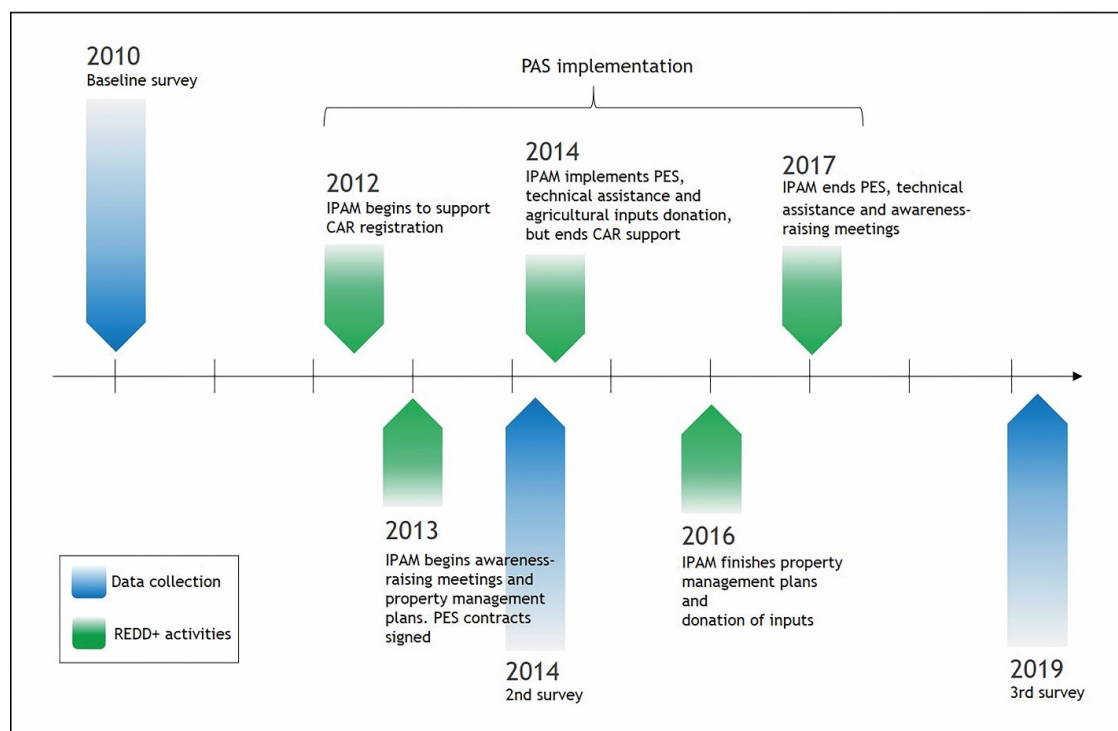 2010
Baseline survey
PAS implementation
2012
IPAM begins to support
CAR registration
2014
IPAM implements PES,
technical assistance and
agricultural inputs donation,
but ends CAR support
2017
IPAM ends PES, technical
assistance and awareness-
raising meetings
2013
IPAM begins awareness-
raising meetings and
property management
plans. PES contracts
signed
2014
2nd survey
2016
IPAM finishes property
management plans
and
donation of inputs
2019
3rd survey
Data collection
REDD+ activities